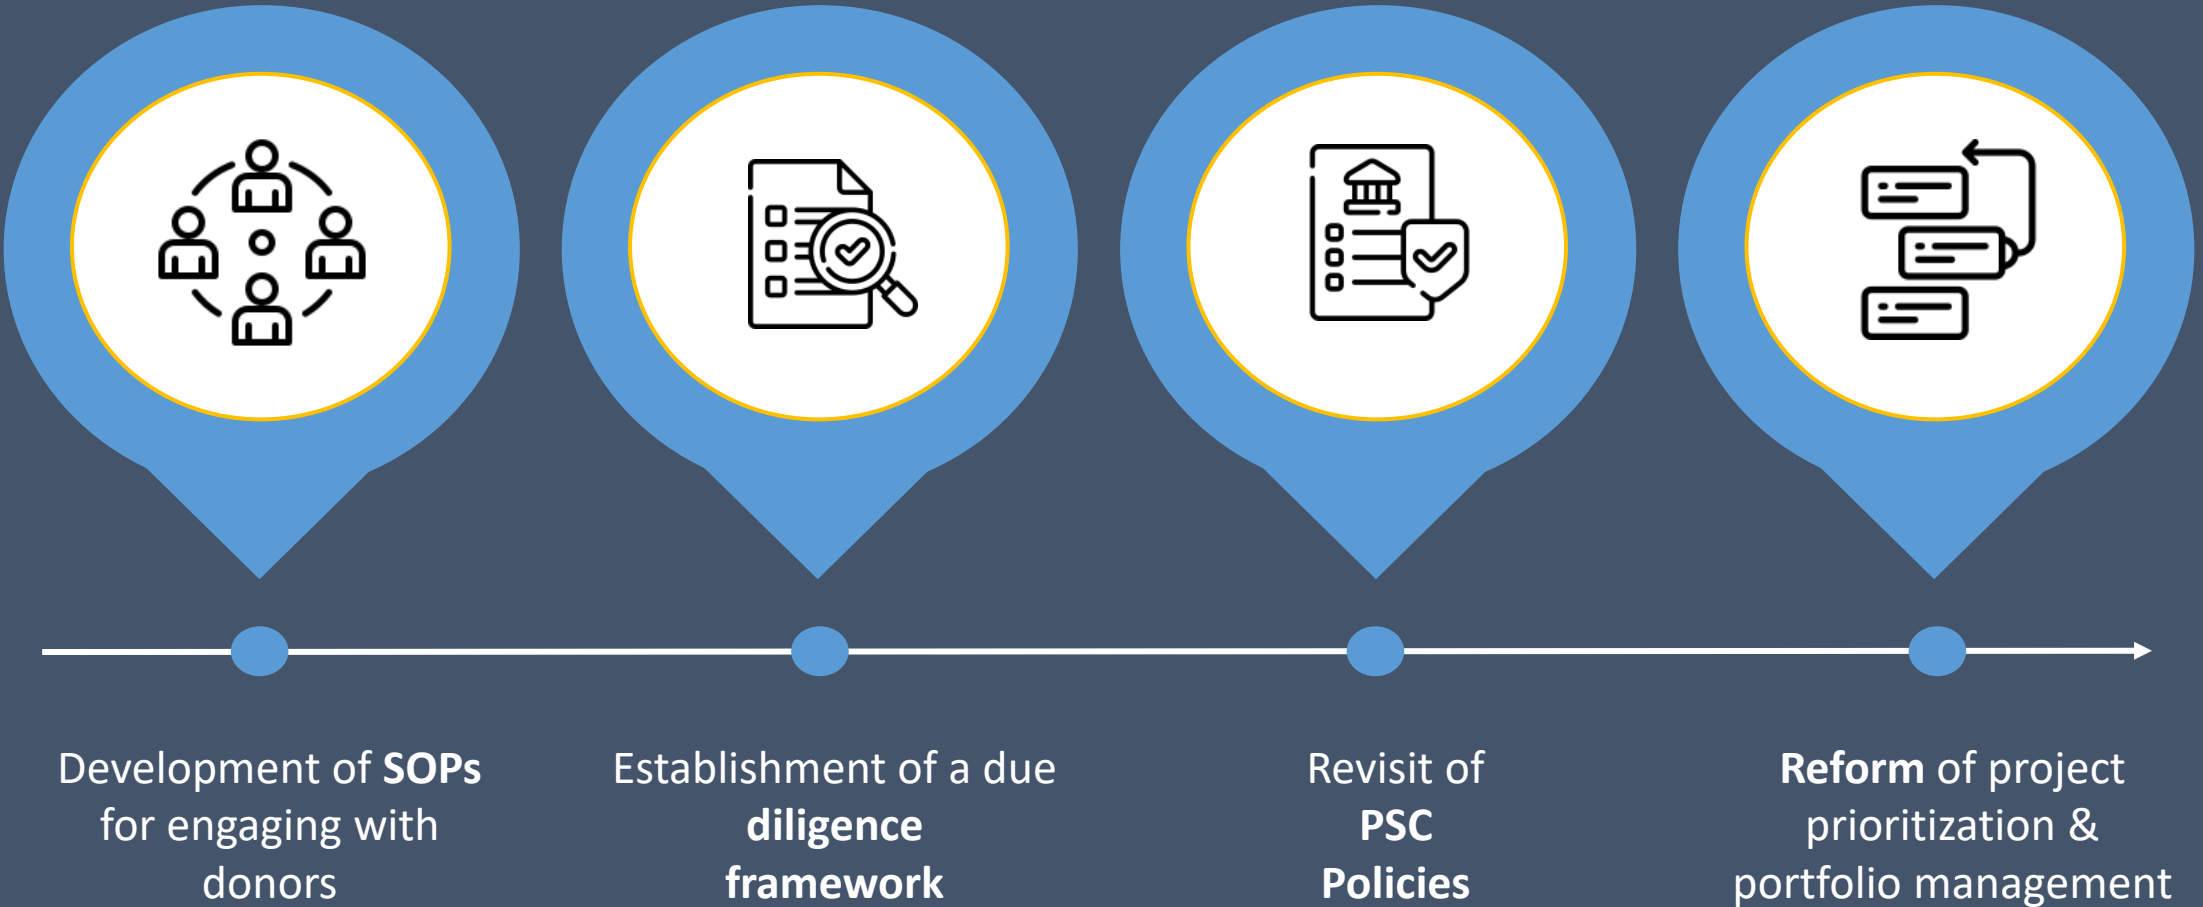 Development of SOPs
for engaging with
donors
Establishment of a due
diligence
framework
Revisit of
PSC
Policies
Reform of project
prioritization &
portfolio management